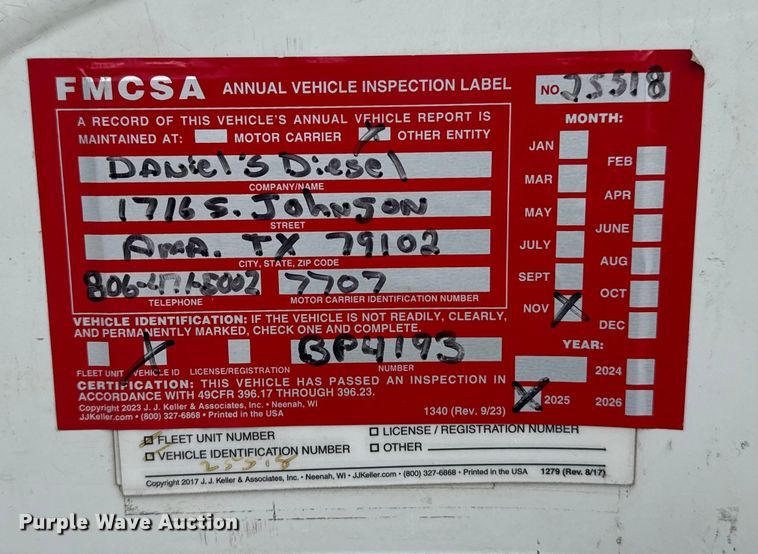 FMCSA ANNUAL VEHICLE INSPECTION LABEL NO. 25518
A RECORD OF THIS VEHICLE'S ANNUAL VEHICLE REPORT IS
MAINTAINED AT: MOTOR CARRIER X OTHER ENTITY
DANiel's Diesel
COMPANY/NAME
1716 S. JOhNSON
STREET
AMA. TX 79102
CITY, STATE, ZIP CODE
7707
TELEPHONE MOTOR CARRIER IDENTIFICATION NUMBER
MONTH:
JAN
FEB
MAR
APR
MAY
JUNE
JULY
AUG
SEPT
OCT
NOV X
DEC
VEHICLE IDENTIFICATION: IF THE VEHICLE IS NOT READILY, CLEARLY,
AND PERMANENTLY MARKED, CHECK ONE AND COMPLETE.
X BP4193
FLEET UNIT VEHICLE ID LICENSE/REGISTRATION NUMBER
YEAR:
2024
X 2025
2026
CERTIFICATION: THIS VEHICLE HAS PASSED AN INSPECTION IN
ACCORDANCE WITH 49CFR 396.17 THROUGH 396.23.
Copyright 2023 J. J. Keller & Associates, Inc. • Neenah, WI
JJKeller.com • (800) 327-6868 • Printed in the USA 1340 (Rev. 9/23)
FLEET UNIT NUMBER LICENSE / REGISTRATION NUMBER
VEHICLE IDENTIFICATION NUMBER OTHER
25518
Copyright 2017 J. J. Keller & Associates, Inc. • Neenah, WI • JJKeller.com • (800) 327-6868 • Printed in the USA 1279 (Rev. 8/17)
Purple Wave Auction